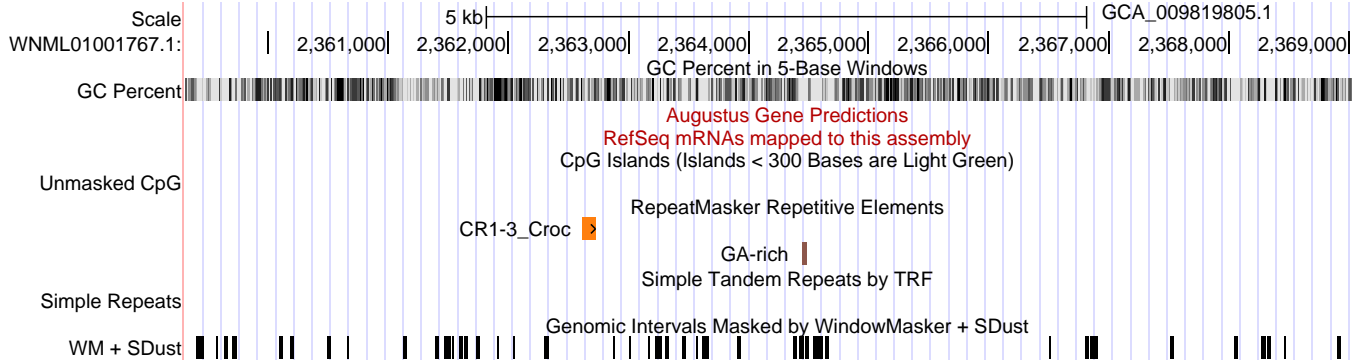 Scale 5 kb GCA_009819805.1
WNML01001767.1: 2,361,000 2,362,000 2,363,000 2,364,000 2,365,000 2,366,000 2,367,000 2,368,000 2,369,000
GC Percent in 5-Base Windows
GC Percent
Augustus Gene Predictions
RefSeq mRNAs mapped to this assembly
CpG Islands (Islands < 300 Bases are Light Green)
Unmasked CpG
RepeatMasker Repetitive Elements
CR1-3_Croc
GA-rich
Simple Tandem Repeats by TRF
Simple Repeats
Genomic Intervals Masked by WindowMasker + SDust
WM + SDust